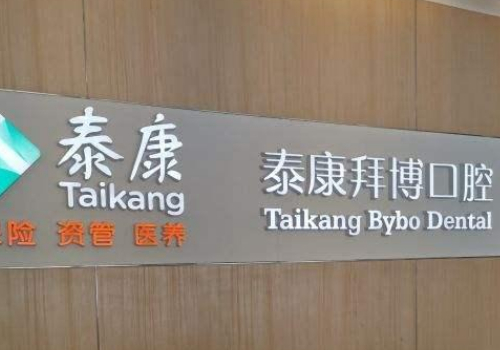 泰康
Taikang
险 资管 医养
泰康拜博口腔
Taikang Bybo Dental